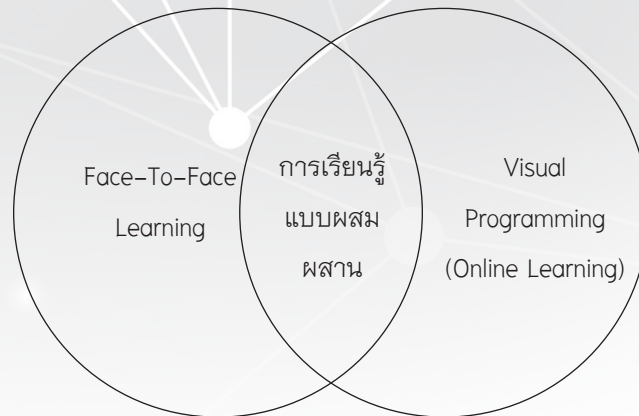 Face-To-Face
Learning
การเรียนรู้
แบบผสม
ผสาน
Visual
Programming
(Online Learning)